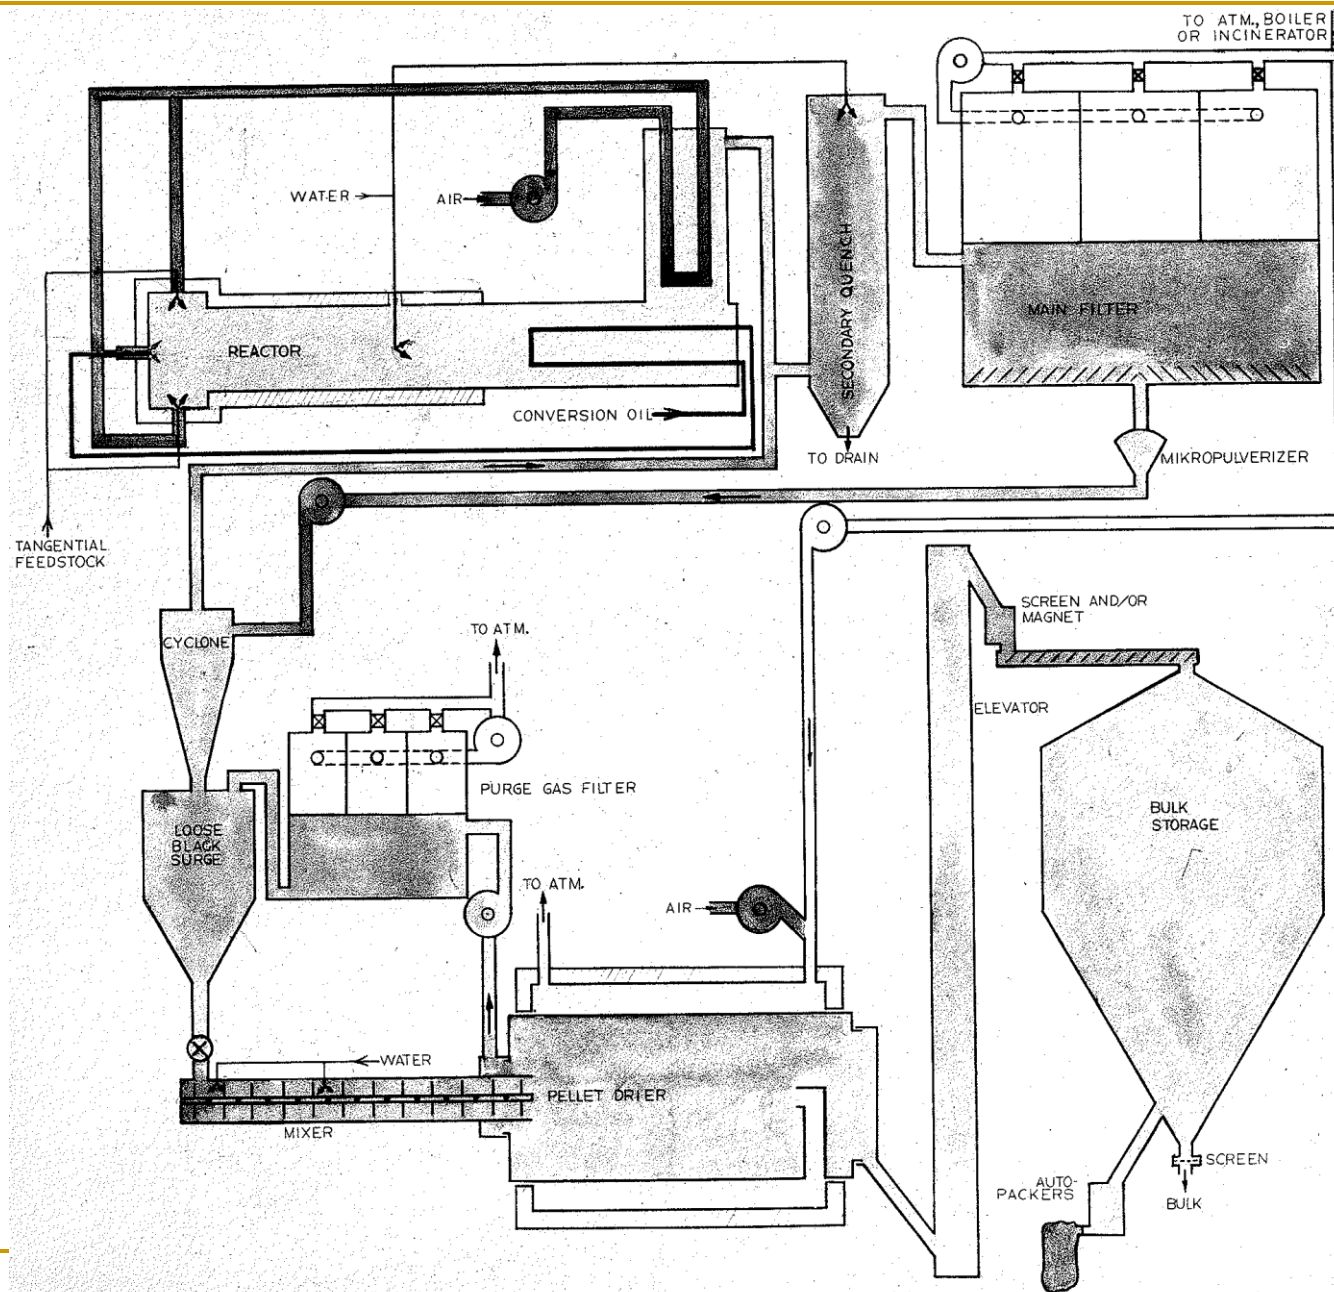 TO ATM., BOILER
OR INCINERATOR
WATER
AIR
SECONDARY QUENCH
MAIN FILTER
REACTOR
CONVERSION OIL
TO DRAIN
MIKROPULVERIZER
TANGENTIAL
FEEDSTOCK
SCREEN AND/OR
MAGNET
CYCLONE
TO ATM.
ELEVATOR
PURGE GAS FILTER
BULK
STORAGE
LOOSE
BLACK
SURGE
TO ATM.
AIR
WATER
PELLET DRIER
MIXER
SCREEN
AUTO-
PACKERS
BULK